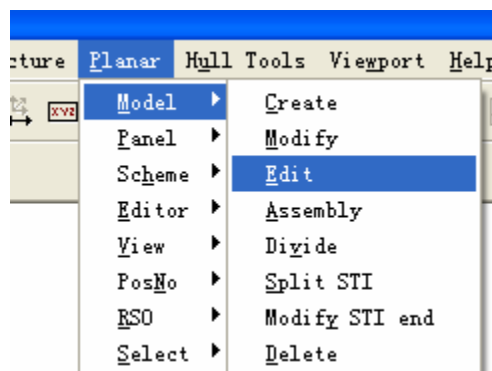 cture Planar Hull Tools Viewport Help
XYZ
Model Create
Panel Modify
Scheme Edit
Editor Assembly
View Divide
PosNo Split STI
RSO Modify STI end
Select Delete